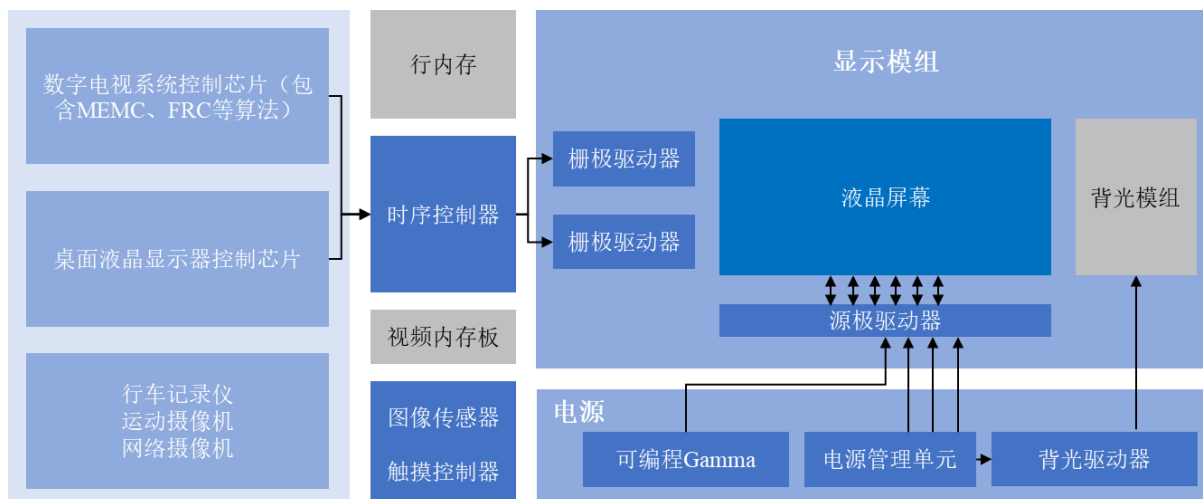 数字电视系统控制芯片（包
含MEMC、FRC等算法）
桌面液晶显示器控制芯片
行车记录仪
运动摄像机
网络摄像机
行内存
时序控制器
视频内存板
图像传感器
触摸控制器
显示模组
栅极驱动器
栅极驱动器
液晶屏幕
源极驱动器
背光模组
电源
可编程Gamma
电源管理单元
背光驱动器